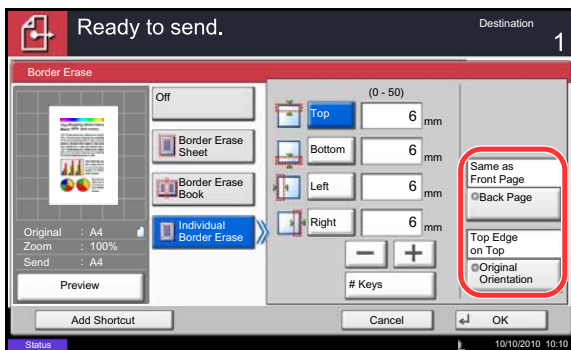 Ready to send.
Destination
1
Border Erase
Off
Border Erase
Sheet
Border Erase
Book
Individual
Border Erase
(0 - 50)
Top
6 mm
Bottom
6 mm
Left
6 mm
Right
6 mm
# Keys
Same as
Front Page
Back Page
Top Edge
on Top
Original
Orientation
Original : A4
Zoom : 100%
Send : A4
Preview
Add Shortcut
Cancel
OK
Status
10/10/2010 10:10